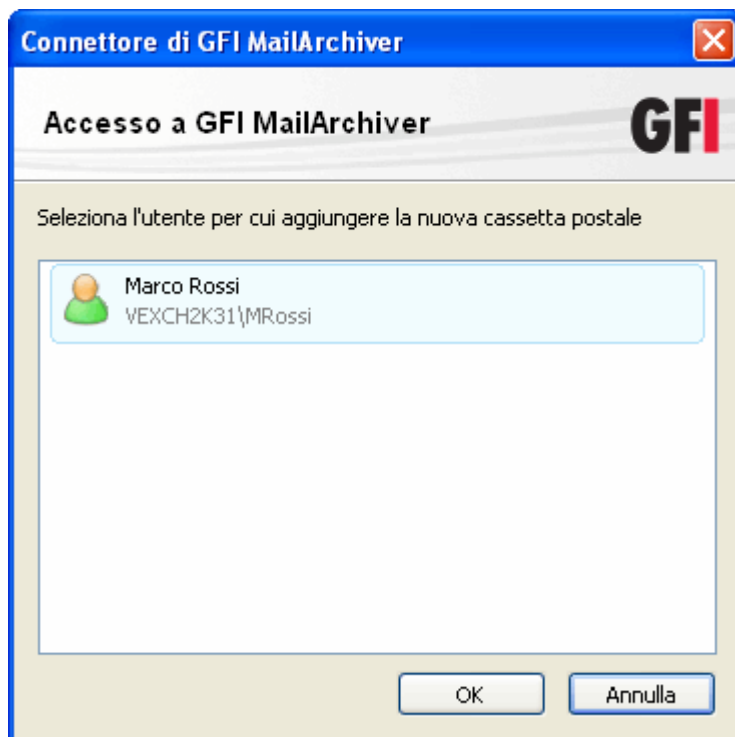 Connettore di GFI MailArchiver
Accesso a GFI MailArchiver
GFI
Seleziona l'utente per cui aggiungere la nuova cassetta postale
Marco Rossi
VEXCH2K31\MRossi
OK
Annulla